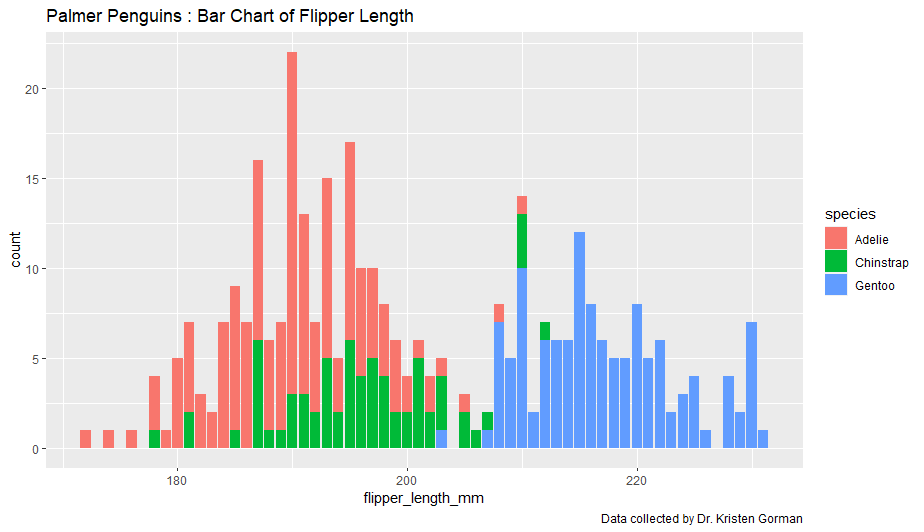 Palmer Penguins : Bar Chart of Flipper Length
20
15
10
5
0
count
180
200
220
flipper_length_mm
species
Adelie
Chinstrap
Gentoo
Data collected by Dr. Kristen Gorman